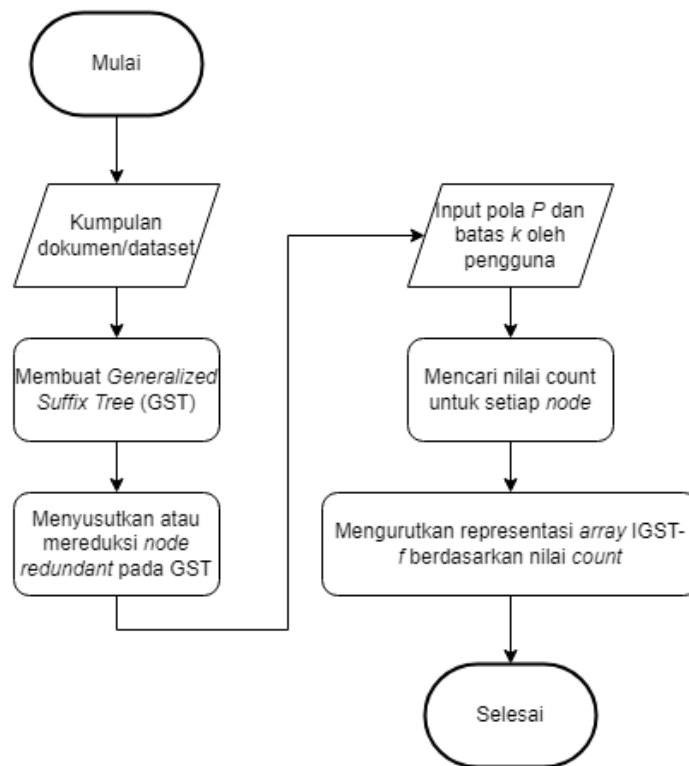 Mulai
Kumpulan
dokumen/dataset
Membuat Generalized
Suffix Tree (GST)
Menyusutkan atau
mereduksi node
redundant pada GST
Input pola P dan
batas k oleh
pengguna
Mencari nilai count
untuk setiap node
Mengurutkan representasi array IGST-
f berdasarkan nilai count
Selesai